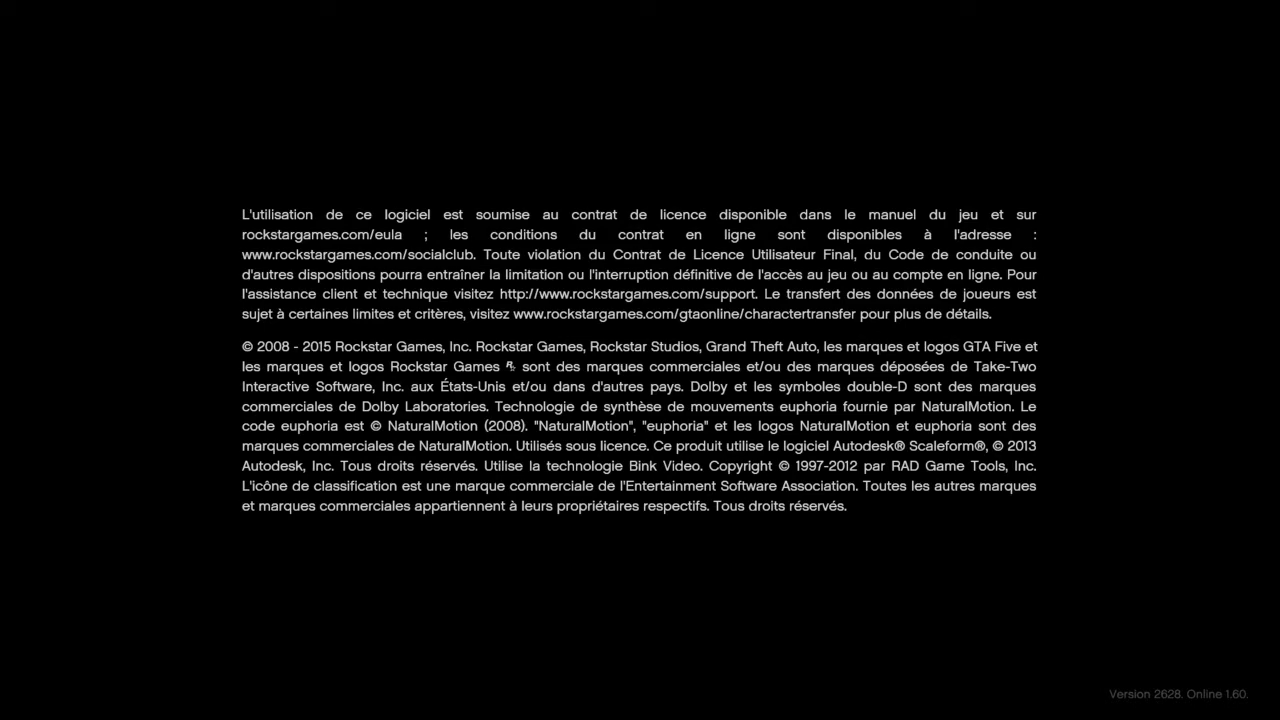 L'utilisation de ce logiciel est soumise au contrat de licence disponible dans le manuel du jeu et sur
rockstargames.com/eula ; les conditions du contrat en ligne sont disponibles à l'adresse :
www.rockstargames.com/socialclub. Toute violation du Contrat de Licence Utilisateur Final, du Code de conduite ou
d'autres dispositions pourra entraîner la limitation ou l'interruption définitive de l'accès au jeu ou au compte en ligne. Pour
l'assistance client et technique visitez http://www.rockstargames.com/support. Le transfert des données de joueurs est
sujet à certaines limites et critères, visitez www.rockstargames.com/gtaonline/charactertransfer pour plus de détails.
© 2008 - 2015 Rockstar Games, Inc. Rockstar Games, Rockstar Studios, Grand Theft Auto, les marques et logos GTA Five et
les marques et logos Rockstar Games R* sont des marques commerciales et/ou des marques déposées de Take-Two
Interactive Software, Inc. aux États-Unis et/ou dans d'autres pays. Dolby et les symboles double-D sont des marques
commerciales de Dolby Laboratories. Technologie de synthèse de mouvements euphoria fournie par NaturalMotion. Le
code euphoria est © NaturalMotion (2008). "NaturalMotion", "euphoria" et les logos NaturalMotion et euphoria sont des
marques commerciales de NaturalMotion. Utilisés sous licence. Ce produit utilise le logiciel Autodesk® Scaleform®, © 2013
Autodesk, Inc. Tous droits réservés. Utilise la technologie Bink Video. Copyright © 1997-2012 par RAD Game Tools, Inc.
L'icône de classification est une marque commerciale de l'Entertainment Software Association. Toutes les autres marques
et marques commerciales appartiennent à leurs propriétaires respectifs. Tous droits réservés.
Version 2628. Online 1.60.